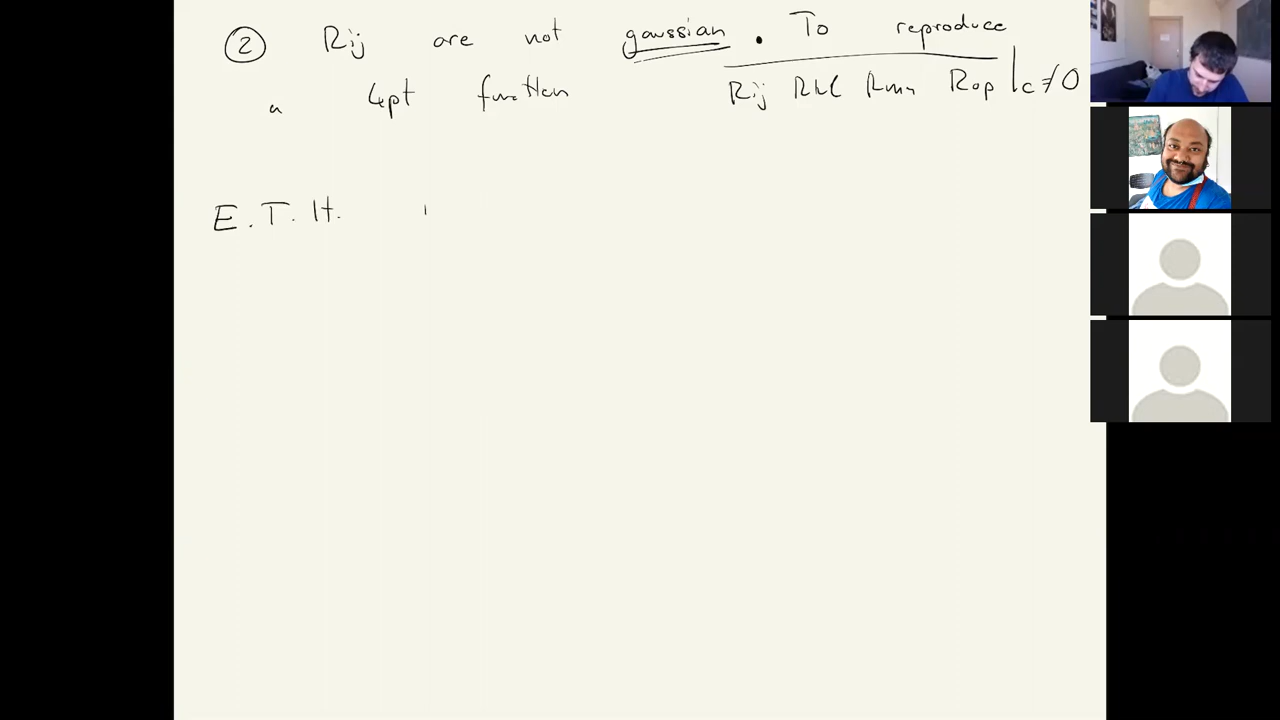 ② Rij are not gaussian . To reproduce
a 4pt function Rij Rkl Rmn Rop |c≠0
E.T.H.